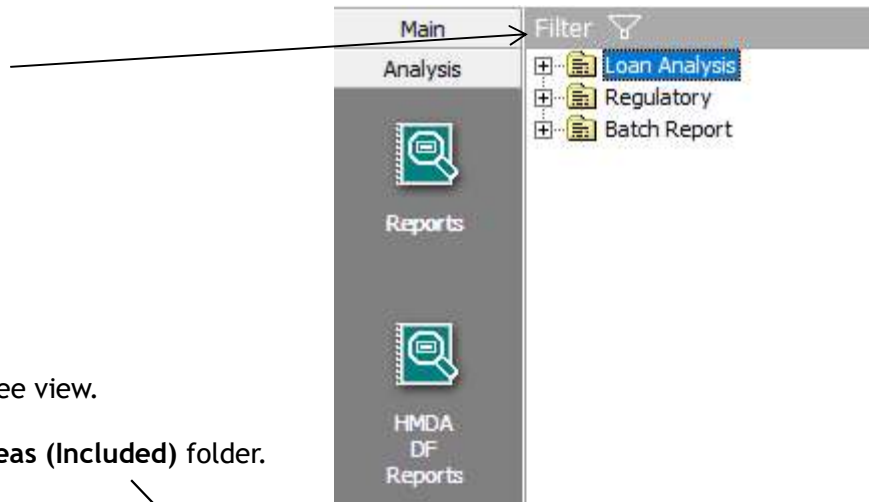 Main
Filter
Analysis
Loan Analysis
Regulatory
Batch Report
Reports
HMDA
DF
Reports
ee view.
eas (Included) folder.